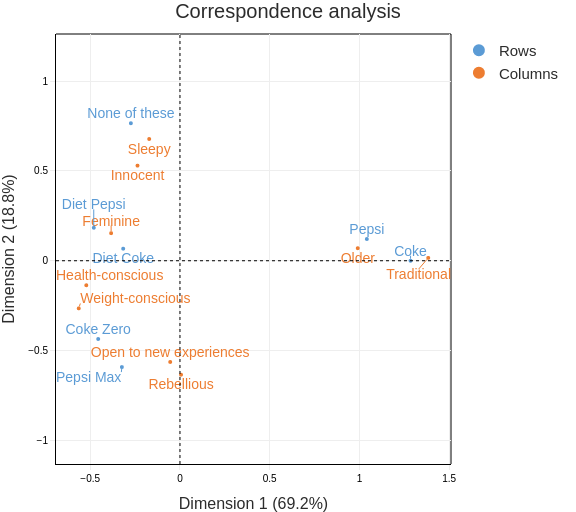 Correspondence analysis
Rows
Columns
1
0.5
0
−0.5
−1
Dimension 2 (18.8%)
None of these
Sleepy
Innocent
Diet Pepsi
Feminine
Pepsi
Diet Coke
Older
Coke
Traditional
Health-conscious
Weight-conscious
Coke Zero
Open to new experiences
Pepsi Max
Rebellious
−0.5
0
0.5
1
1.5
Dimension 1 (69.2%)